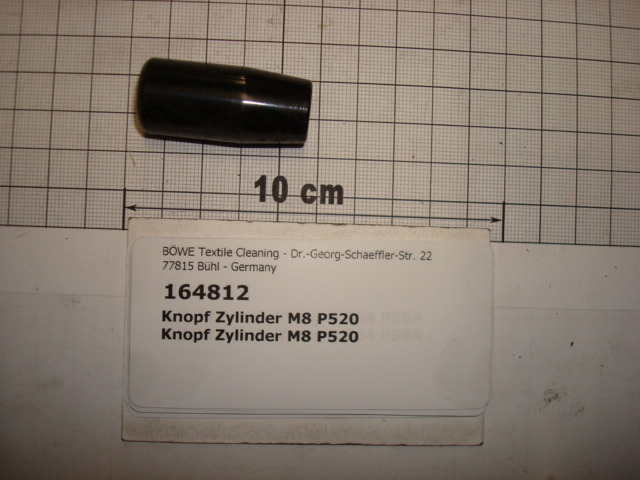 10 cm
BÖWE Textile Cleaning - Dr.-Georg-Schaeffler-Str. 22
77815 Bühl - Germany
164812
Knopf Zylinder M8 P520
Knopf Zylinder M8 P520